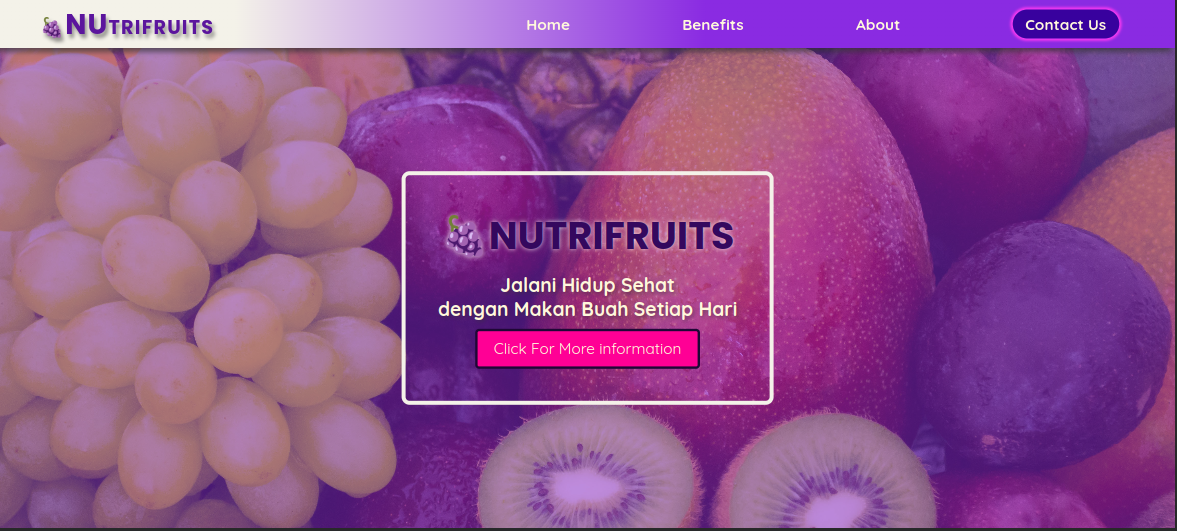 NUTRIFRUITS
Home
Benefits
About
Contact Us
NUTRIFRUITS
Jalani Hidup Sehat
dengan Makan Buah Setiap Hari
Click For More information